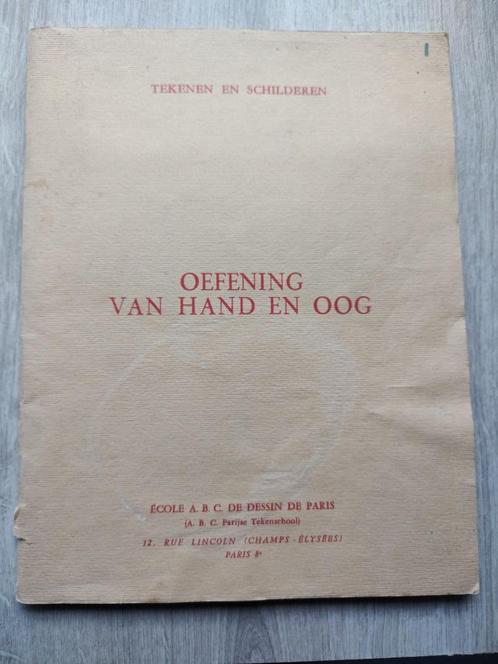 TEKENEN EN SCHILDEREN
OEFENING
VAN HAND EN OOG
ÉCOLE A. B. C. DE DESSIN DE PARIS
(A. B. C. Parijse Tekenschool)
12, RUE LINCOLN (CHAMPS-ÉLYSÉES)
PARIS 8e